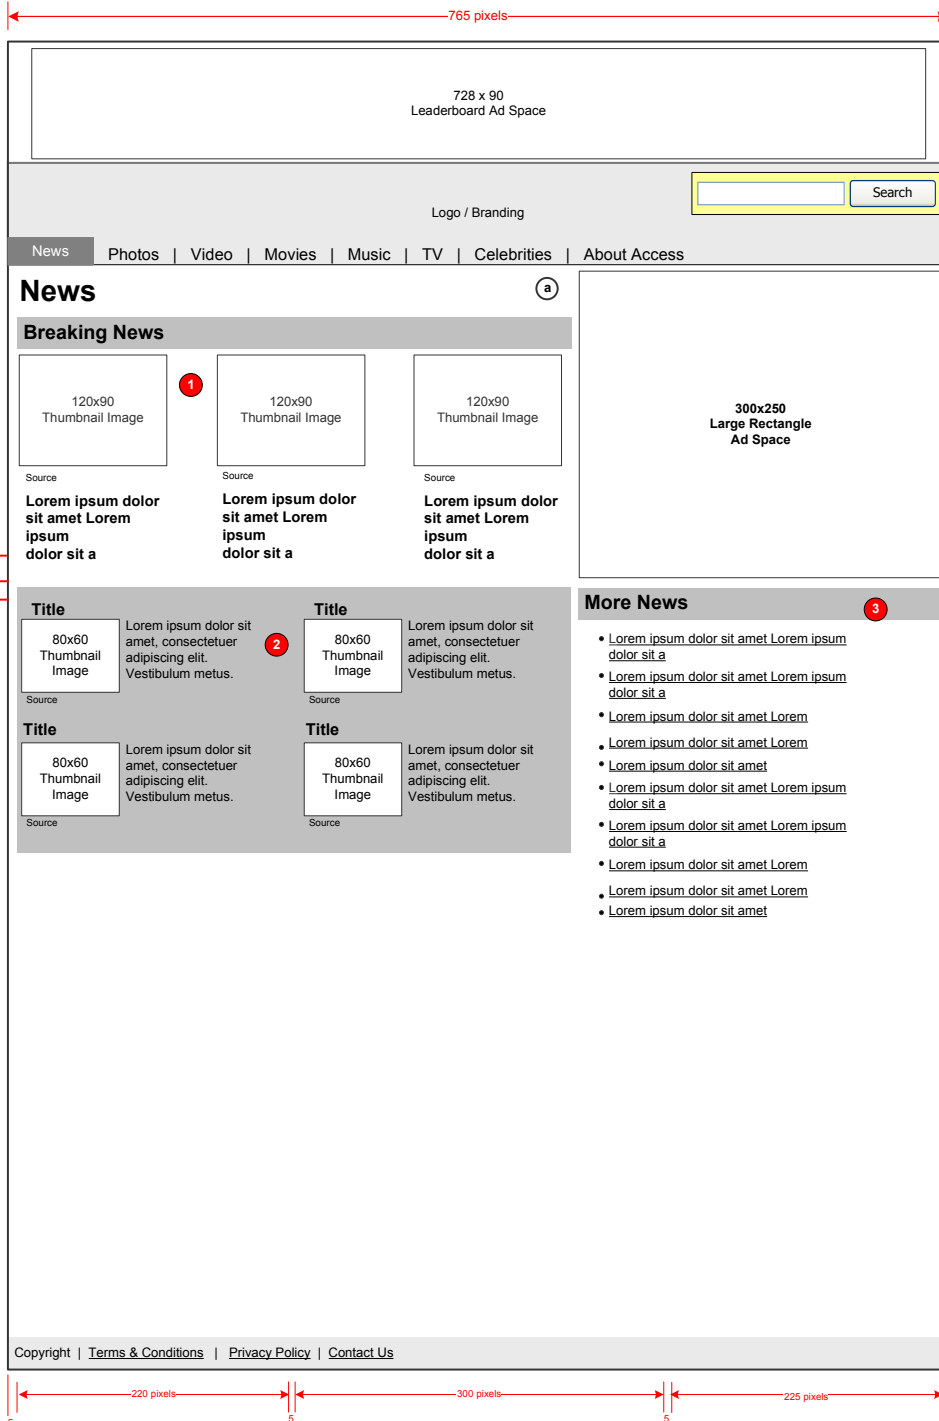 765 pixels
728 x 90
Leaderboard Ad Space
Search
Logo / Branding
News Photos | Video | Movies | Music | TV | Celebrities | About Access
News
a
Breaking News
1
120x90
Thumbnail Image
Source
Lorem ipsum dolor
sit amet Lorem
ipsum
dolor sit a
120x90
Thumbnail Image
Source
Lorem ipsum dolor
sit amet Lorem
ipsum
dolor sit a
120x90
Thumbnail Image
Source
Lorem ipsum dolor
sit amet Lorem
ipsum
dolor sit a
300x250
Large Rectangle
Ad Space
Title
80x60
Thumbnail
Image
Lorem ipsum dolor sit
amet, consectetuer
adipiscing elit.
Vestibulum metus.
Source
2
Title
80x60
Thumbnail
Image
Lorem ipsum dolor sit
amet, consectetuer
adipiscing elit.
Vestibulum metus.
Source
Title
80x60
Thumbnail
Image
Lorem ipsum dolor sit
amet, consectetuer
adipiscing elit.
Vestibulum metus.
Source
Title
80x60
Thumbnail
Image
Lorem ipsum dolor sit
amet, consectetuer
adipiscing elit.
Vestibulum metus.
Source
More News
3
• Lorem ipsum dolor sit amet Lorem ipsum
dolor sit a
• Lorem ipsum dolor sit amet Lorem ipsum
dolor sit a
• Lorem ipsum dolor sit amet Lorem
• Lorem ipsum dolor sit amet Lorem
• Lorem ipsum dolor sit amet
• Lorem ipsum dolor sit amet Lorem ipsum
dolor sit a
• Lorem ipsum dolor sit amet Lorem ipsum
dolor sit a
• Lorem ipsum dolor sit amet Lorem
• Lorem ipsum dolor sit amet Lorem
• Lorem ipsum dolor sit amet
Copyright | Terms & Conditions | Privacy Policy | Contact Us
220 pixels 300 pixels 225 pixels
5 5